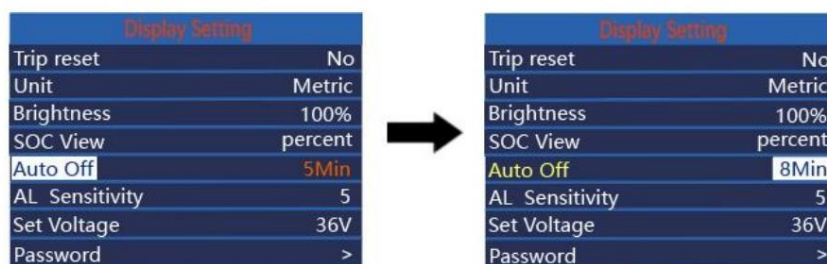 Display Setting
Trip reset No
Unit Metric
Brightness 100%
SOC View percent
Auto Off 5Min
AL Sensitivity 5
Set Voltage 36V
Password >
Display Setting
Trip reset No
Unit Metric
Brightness 100%
SOC View percent
Auto Off 8Min
AL Sensitivity 5
Set Voltage 36V
Password >